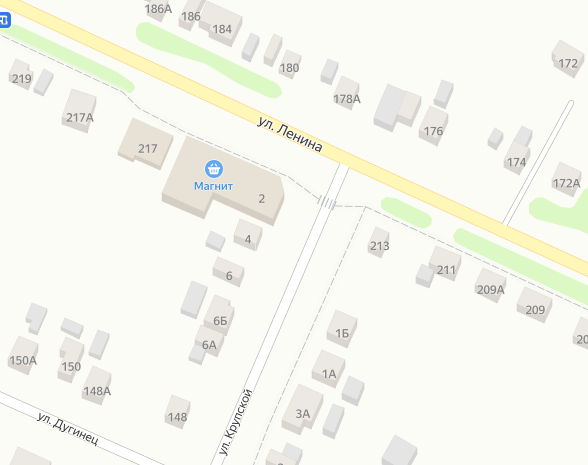 186А
186
184
180
178А
172
219
217А
217
176
174
172А
ул. Ленина
Магнит
2
4
213
211
209А
209
6
6Б
6А
1Б
1А
3А
150А
150
148А
148
ул. Дугинец
ул. Крупской